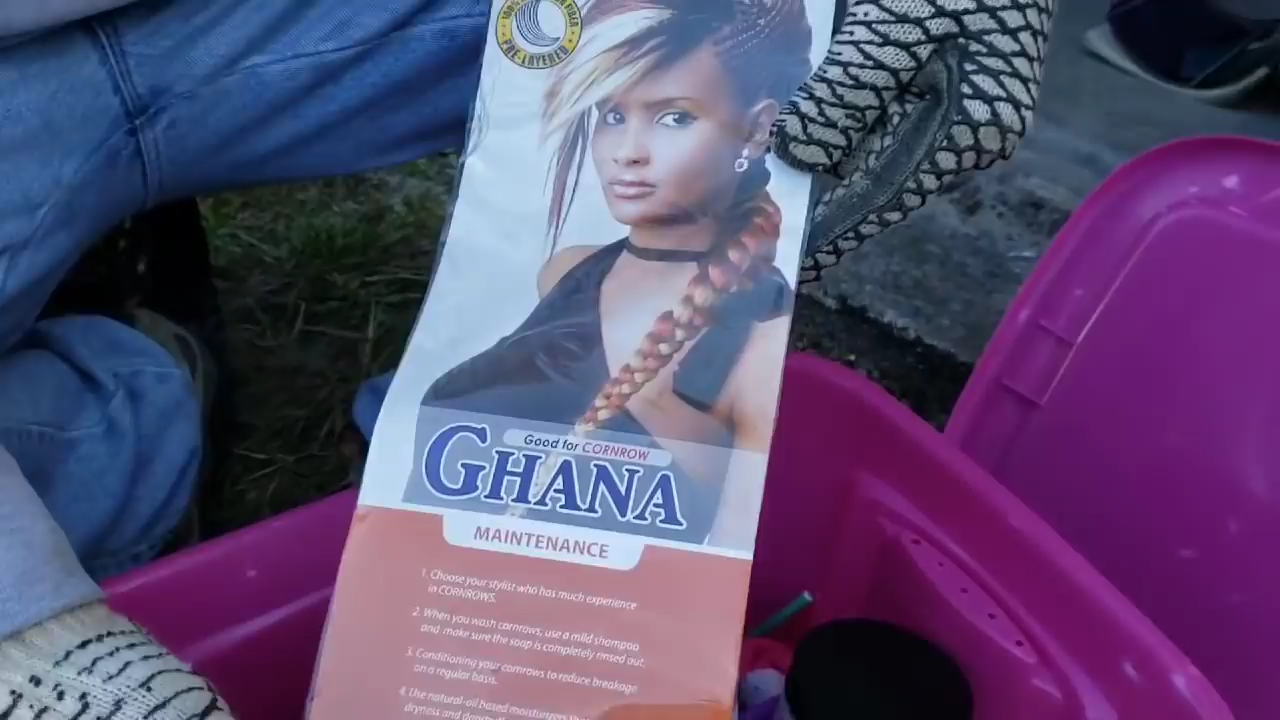 PRE-LAYERED
Good for CORNROW
GHANA
MAINTENANCE
1. Choose your stylist who has much experience
in CORNROWS.
2. When you wash cornrows, use a mild shampoo
and make sure the soap is completely rinsed out.
3. Conditioning your cornrows to reduce breakage
on a regular basis.
4. Use natural-oil based moisturizers
dryness and